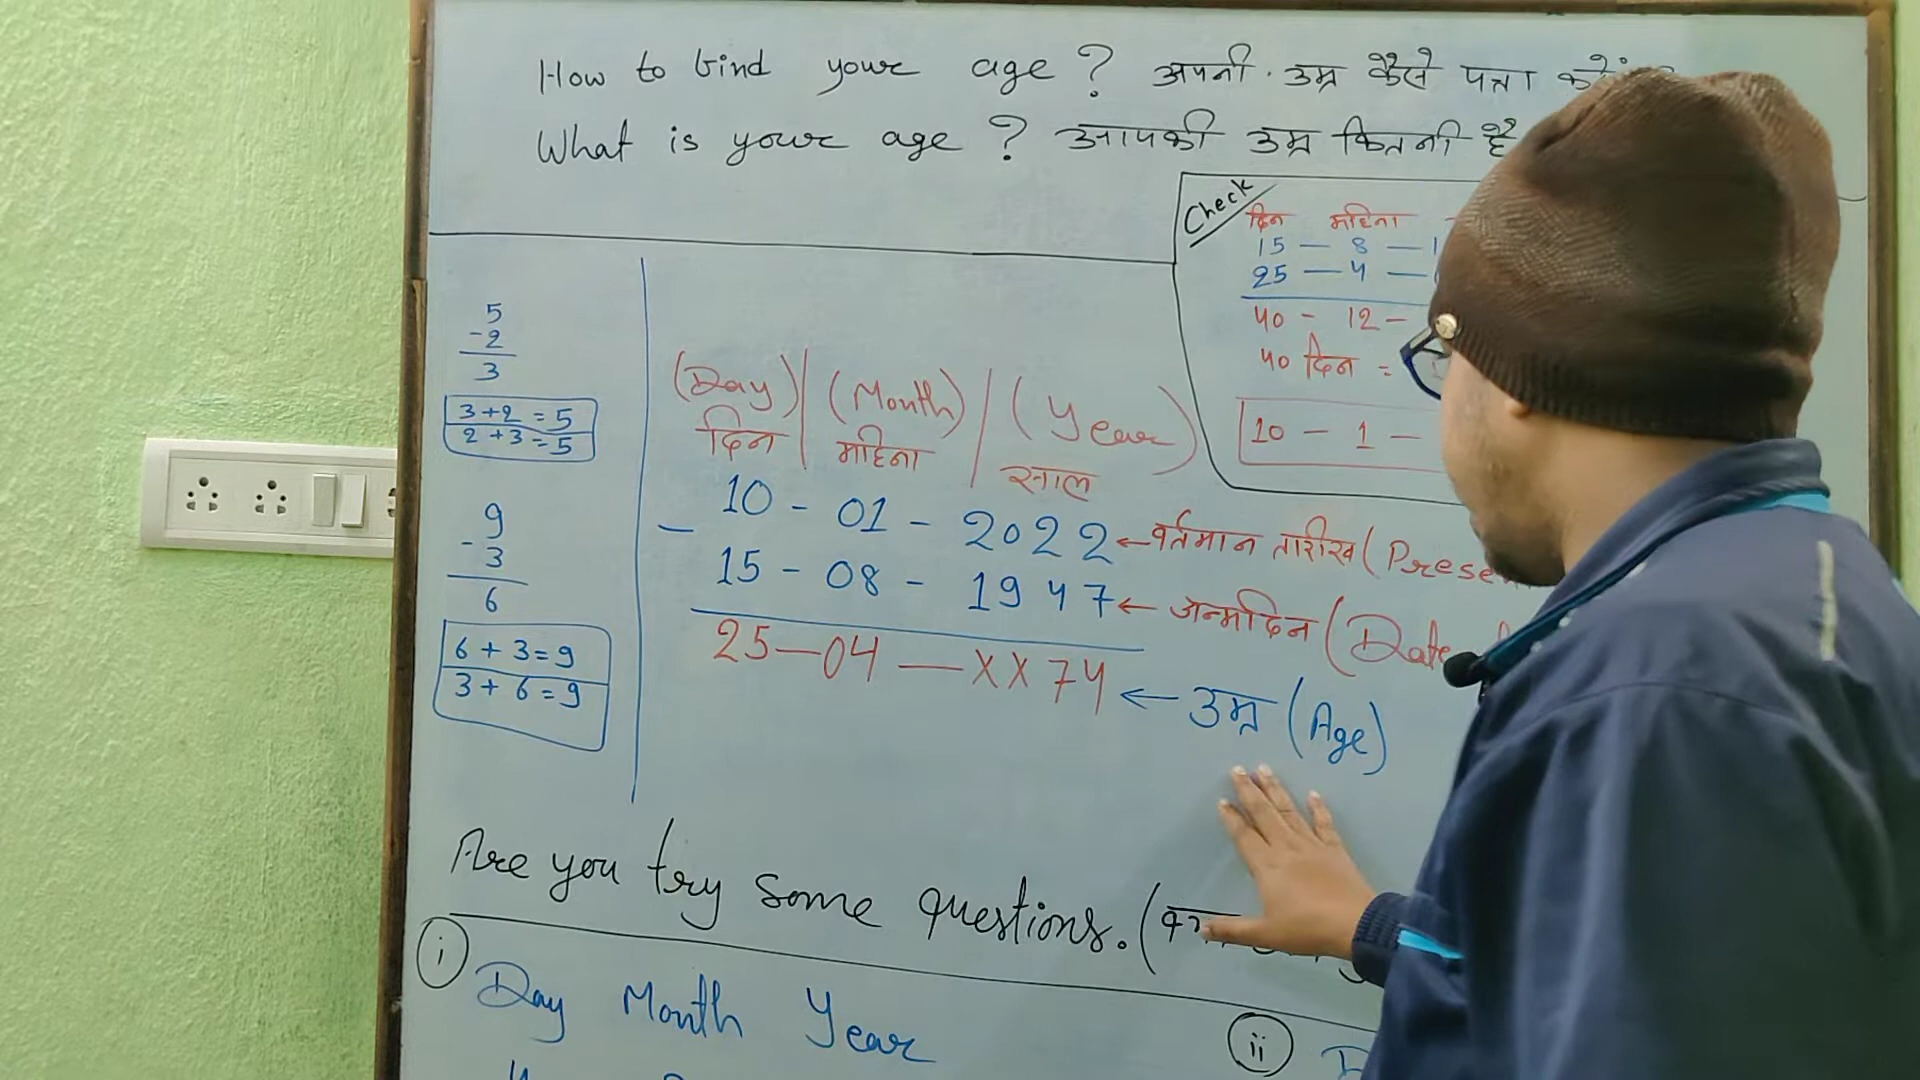 How to find your age ? अपनी उम्र कैसे पता करें
What is your age ? आपकी उम्र कितनी है
Check
दिन महिना
15 — 8 — 1
25 — 4 —
40 - 12 -
40 दिन =
10 — 1 —
5
-2
3
3+2=5
2+3=5
9
-3
6
6+3=9
3+6=9
(Day) (Month) (Year)
दिन महिना साल
10 - 01 - 2022 ← वर्तमान तारीख (Prese
- 15 - 08 - 1947 ← जन्मदिन (Date
25 — 04 — XX74 ← उम्र (Age)
Are you try some questions. (
i
Day Month Year
ii